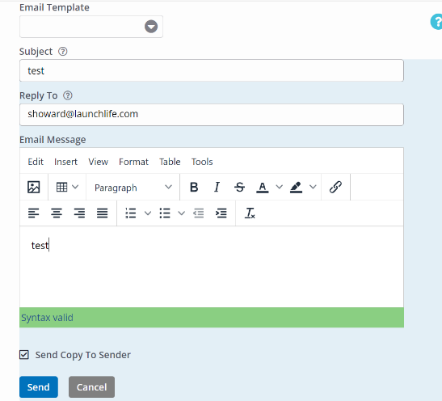 Email Template
Subject ?
test
Reply To ?
showard@launchlife.com
Email Message
Edit Insert View Format Table Tools
Paragraph B I S A
test
Syntax valid
Send Copy To Sender
Send Cancel